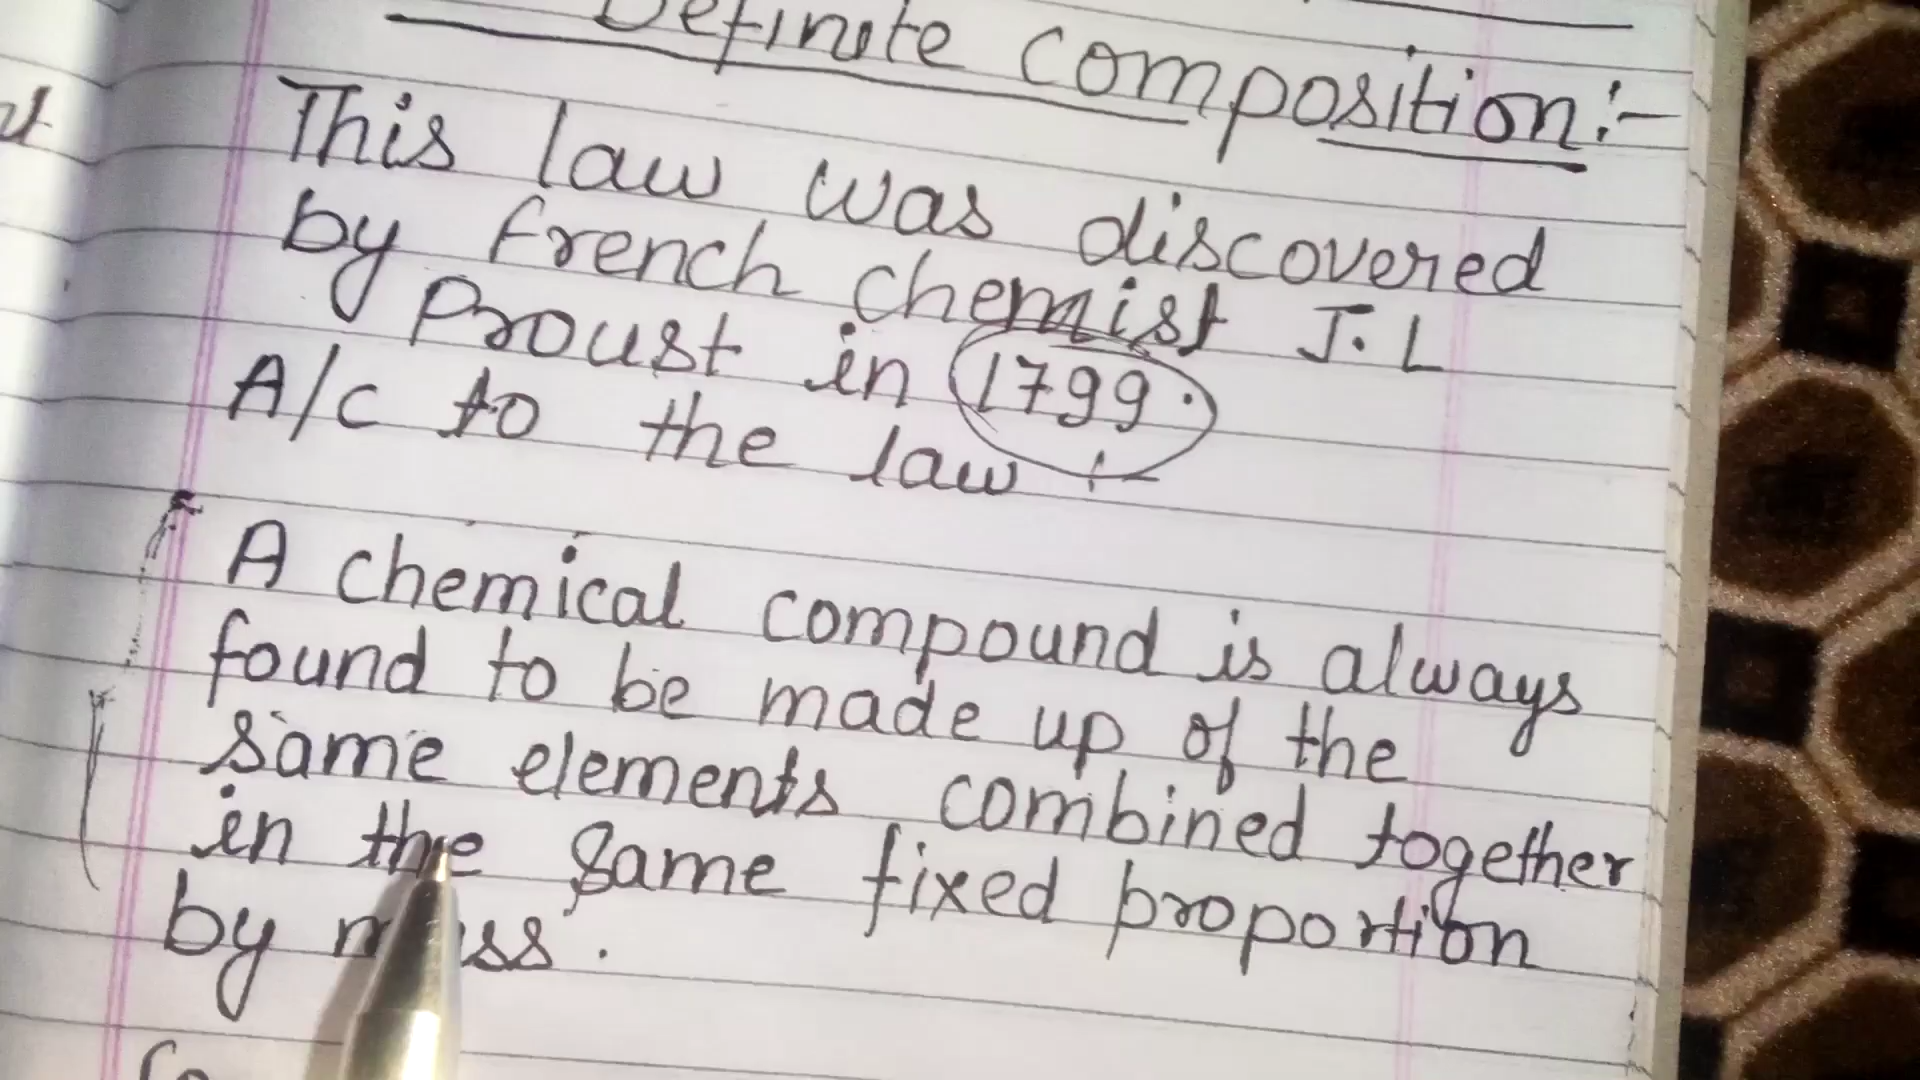 Definite composition:-
This law was discovered
by french chemist J.L
Proust in 1799.
A/c to the law :-
A chemical compound is always
found to be made up of the
same elements combined together
in the same fixed proportion
by mass.